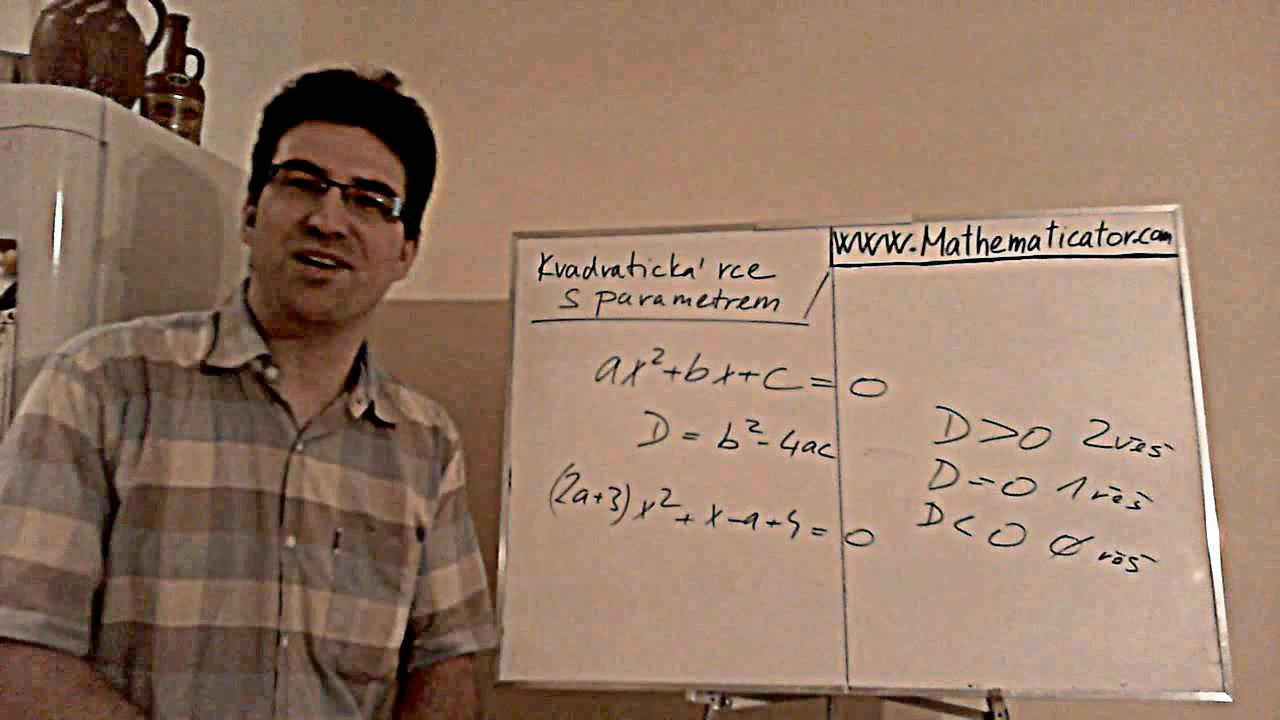 Kvadratická rce
s parametrem
www.Mathematicator.com
ax²+bx+c=0
D=b²-4ac
(2a+3)x²+x-a+4=0
D>0 2 řeš
D=0 1 řeš
D<0 ∅ řeš